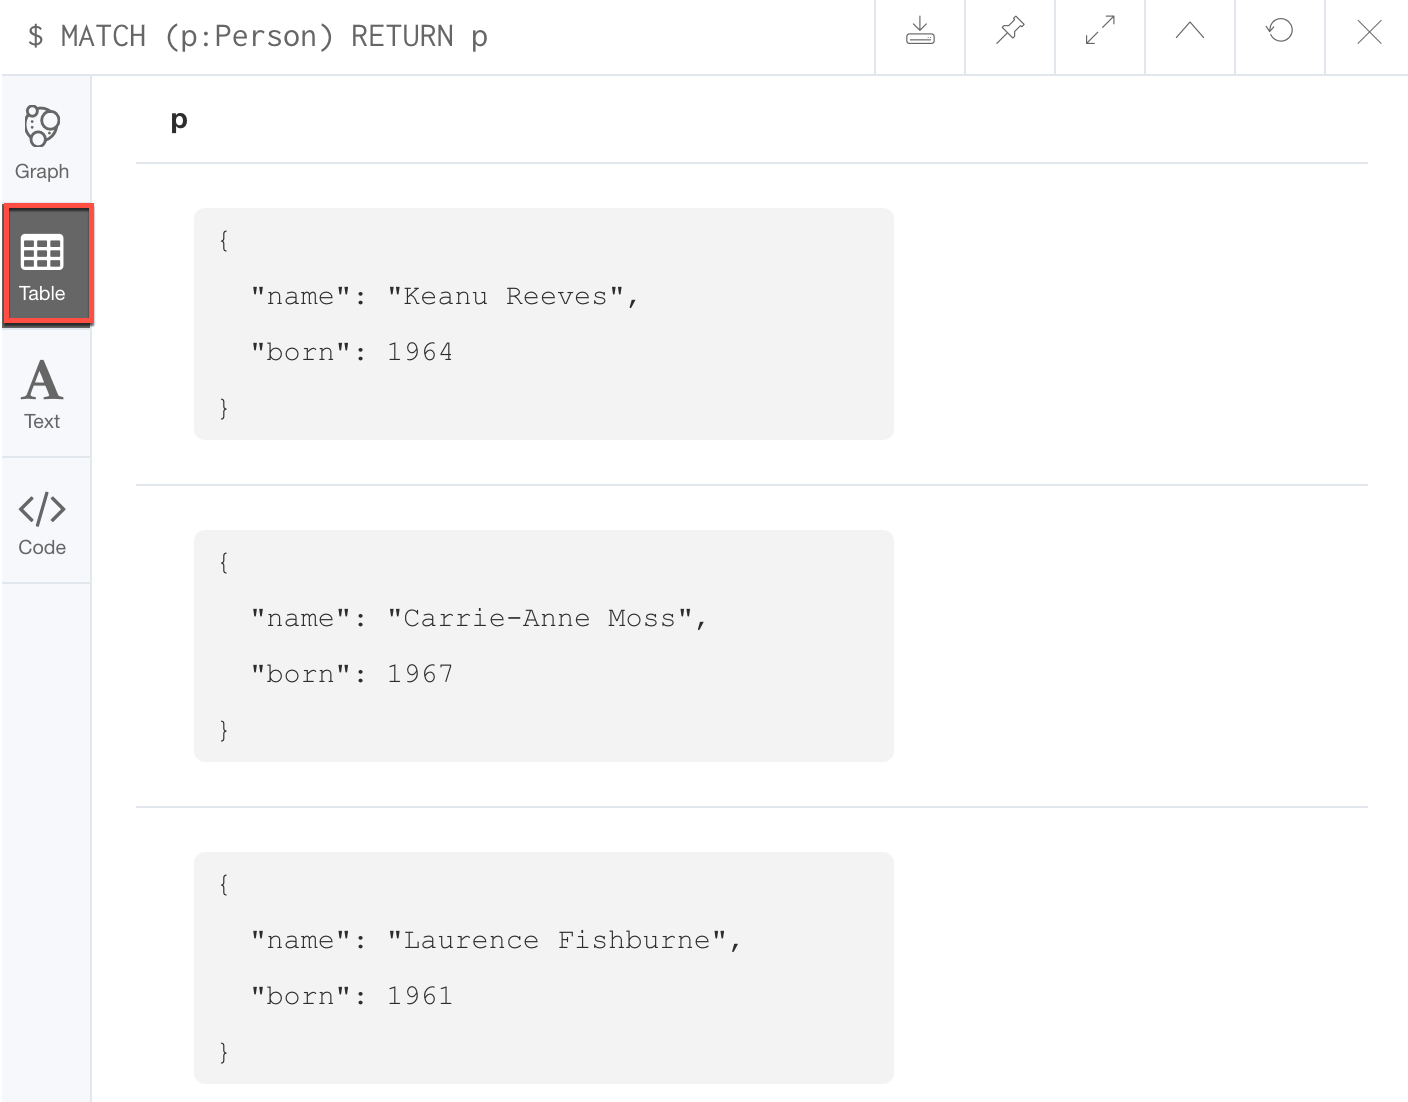 $ MATCH (p:Person) RETURN p
Graph
Table
A
Text
</>
Code
p
{
"name": "Keanu Reeves",
"born": 1964
}
{
"name": "Carrie-Anne Moss",
"born": 1967
}
{
"name": "Laurence Fishburne",
"born": 1961
}